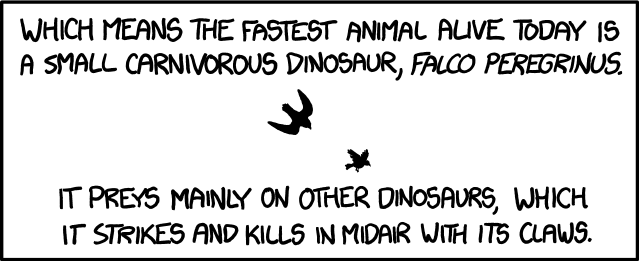 WHICH MEANS THE FASTEST ANIMAL ALIVE TODAY IS
A SMALL CARNIVOROUS DINOSAUR, FALCO PEREGRINUS.
IT PREYS MAINLY ON OTHER DINOSAURS, WHICH
IT STRIKES AND KILLS IN MIDAIR WITH ITS CLAWS.